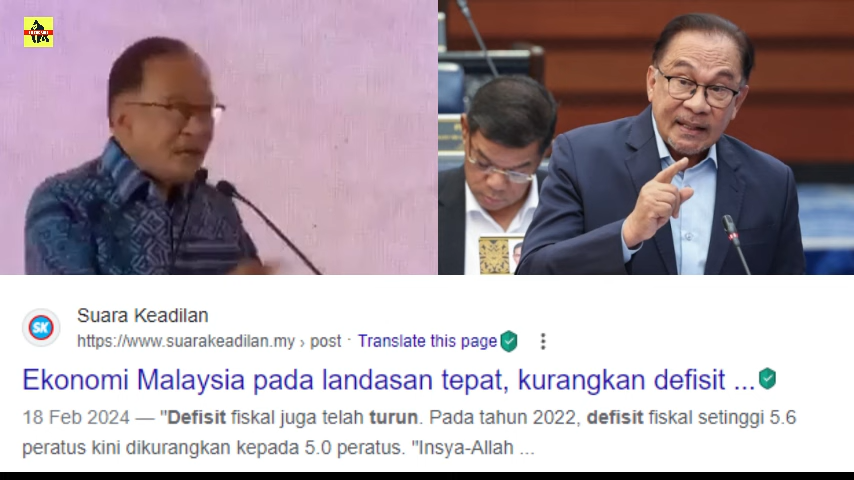 Suara Keadilan
SK
https://www.suarakeadilan.my › post · Translate this page
Ekonomi Malaysia pada landasan tepat, kurangkan defisit ...
18 Feb 2024 — "Defisit fiskal juga telah turun. Pada tahun 2022, defisit fiskal setinggi 5.6
peratus kini dikurangkan kepada 5.0 peratus. "Insya-Allah ...